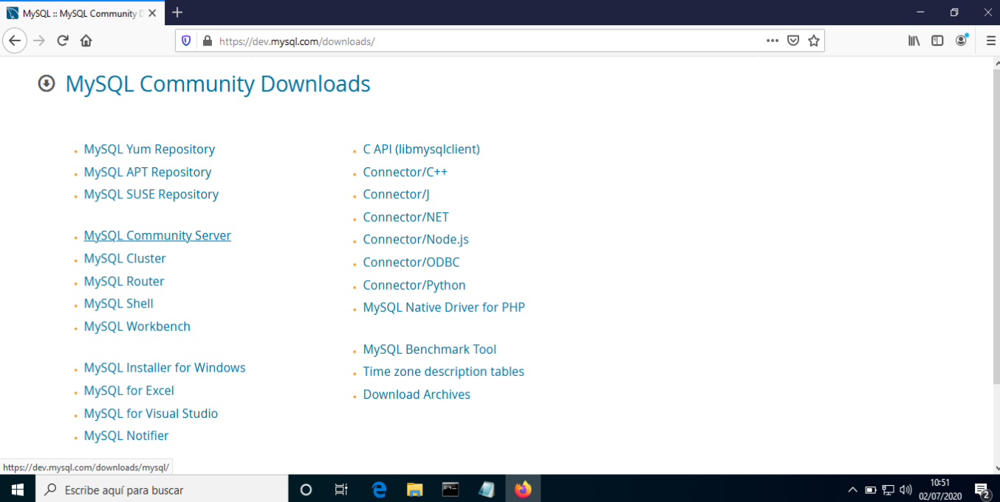 MySQL :: MySQL Community D
https://dev.mysql.com/downloads/
MySQL Community Downloads
MySQL Yum Repository
MySQL APT Repository
MySQL SUSE Repository
MySQL Community Server
MySQL Cluster
MySQL Router
MySQL Shell
MySQL Workbench
MySQL Installer for Windows
MySQL for Excel
MySQL for Visual Studio
MySQL Notifier
C API (libmysqlclient)
Connector/C++
Connector/J
Connector/NET
Connector/Node.js
Connector/ODBC
Connector/Python
MySQL Native Driver for PHP
MySQL Benchmark Tool
Time zone description tables
Download Archives
https://dev.mysql.com/downloads/mysql/
Escribe aquí para buscar
10:51
02/07/2020
2